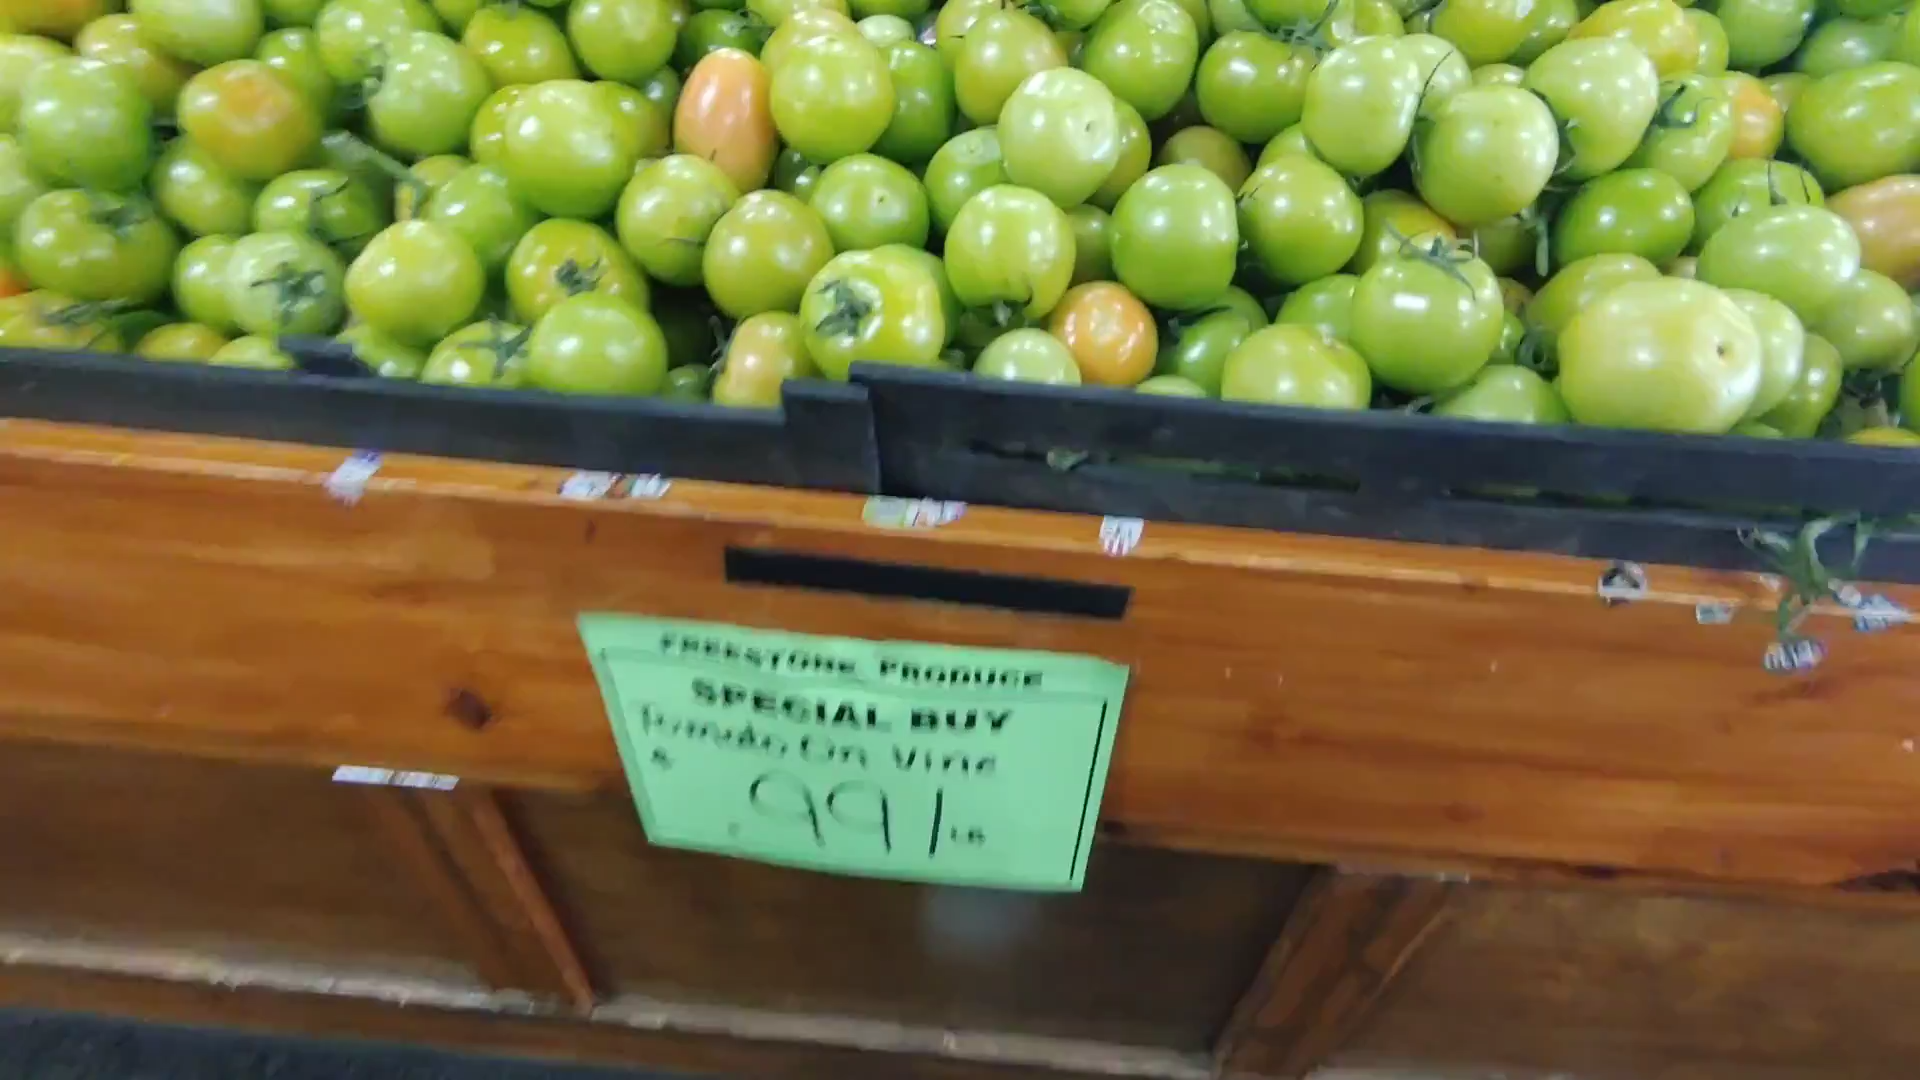 FREESTONE PRODUCE
SPECIAL BUY
Tomato On Vine
$ 99/LB